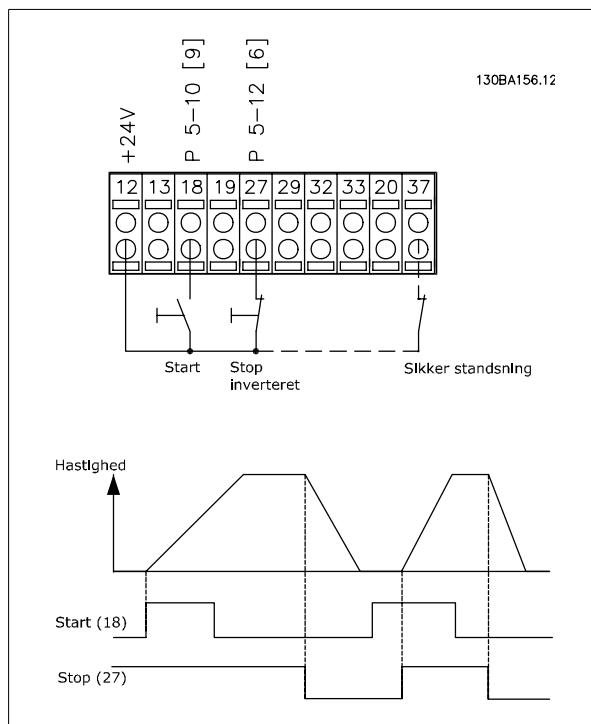 130BA156.12
+24V
P 5-10 [9]
P 5-12 [6]
12 13 18 19 27 29 32 33 20 37
Start
Stop
inverteret
Sikker standsning
Hastighed
Start (18)
Stop (27)